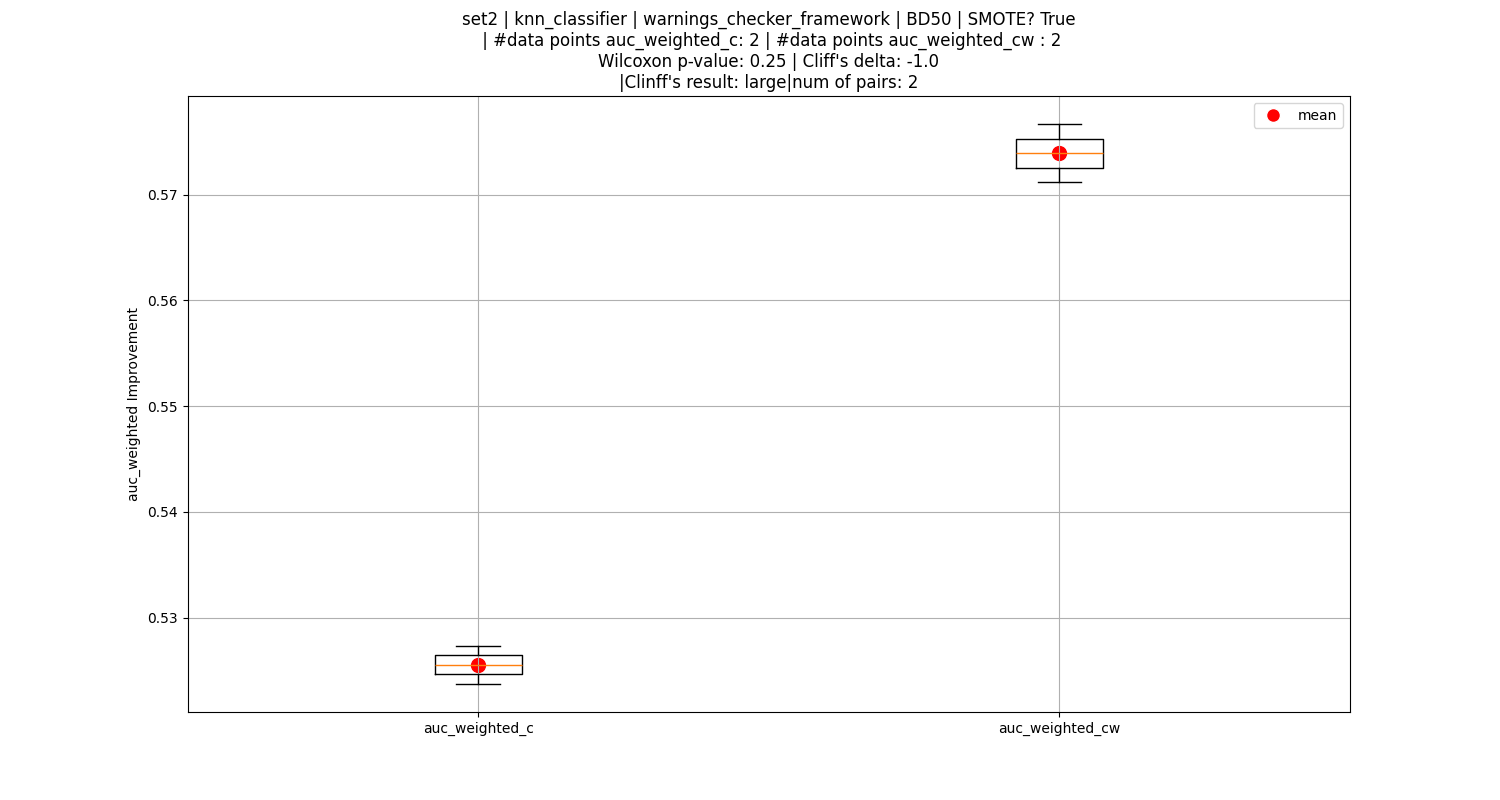 set2 | knn_classifier | warnings_checker_framework | BD50 | SMOTE? True
| #data points auc_weighted_c: 2 | #data points auc_weighted_cw : 2
Wilcoxon p-value: 0.25 | Cliff's delta: -1.0
|Clinff's result: large|num of pairs: 2
mean
0.57
0.56
0.55
0.54
0.53
auc_weighted Improvement
auc_weighted_c
auc_weighted_cw